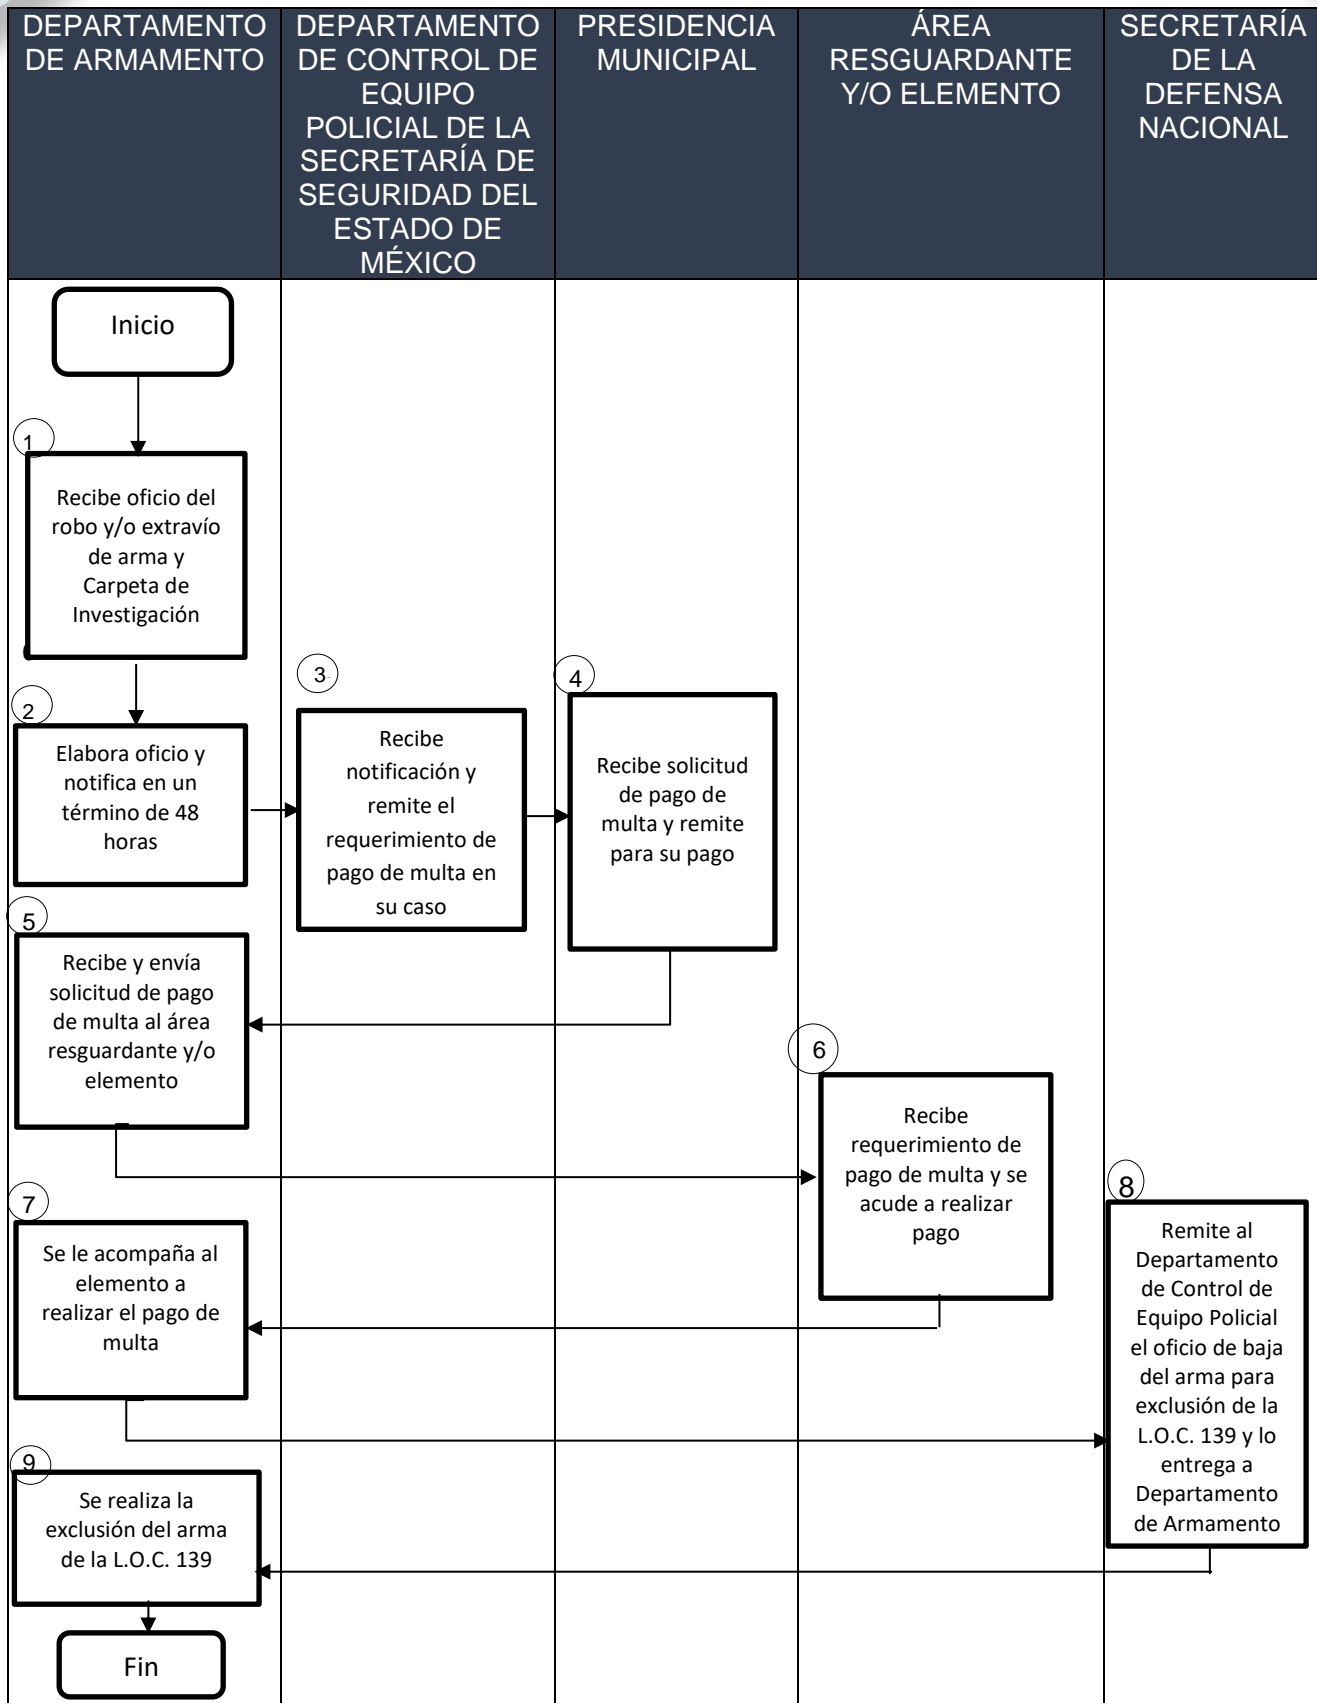 DEPARTAMENTO
DE ARMAMENTO
DEPARTAMENTO
DE CONTROL DE
EQUIPO
POLICIAL DE LA
SECRETARÍA DE
SEGURIDAD DEL
ESTADO DE
MÉXICO
PRESIDENCIA
MUNICIPAL
ÁREA
RESGUARDANTE
Y/O ELEMENTO
SECRETARÍA
DE LA
DEFENSA
NACIONAL
Inicio
1
Recibe oficio del
robo y/o extravío
de arma y
Carpeta de
Investigación
2
Elabora oficio y
notifica en un
término de 48
horas
3
Recibe
notificación y
remite el
requerimiento de
pago de multa en
su caso
4
Recibe solicitud
de pago de
multa y remite
para su pago
5
Recibe y envía
solicitud de pago
de multa al área
resguardante y/o
elemento
6
Recibe
requerimiento de
pago de multa y se
acude a realizar
pago
7
Se le acompaña al
elemento a
realizar el pago de
multa
8
Remite al
Departamento
de Control de
Equipo Policial
el oficio de baja
del arma para
exclusión de la
L.O.C. 139 y lo
entrega a
Departamento
de Armamento
9
Se realiza la
exclusión del arma
de la L.O.C. 139
Fin